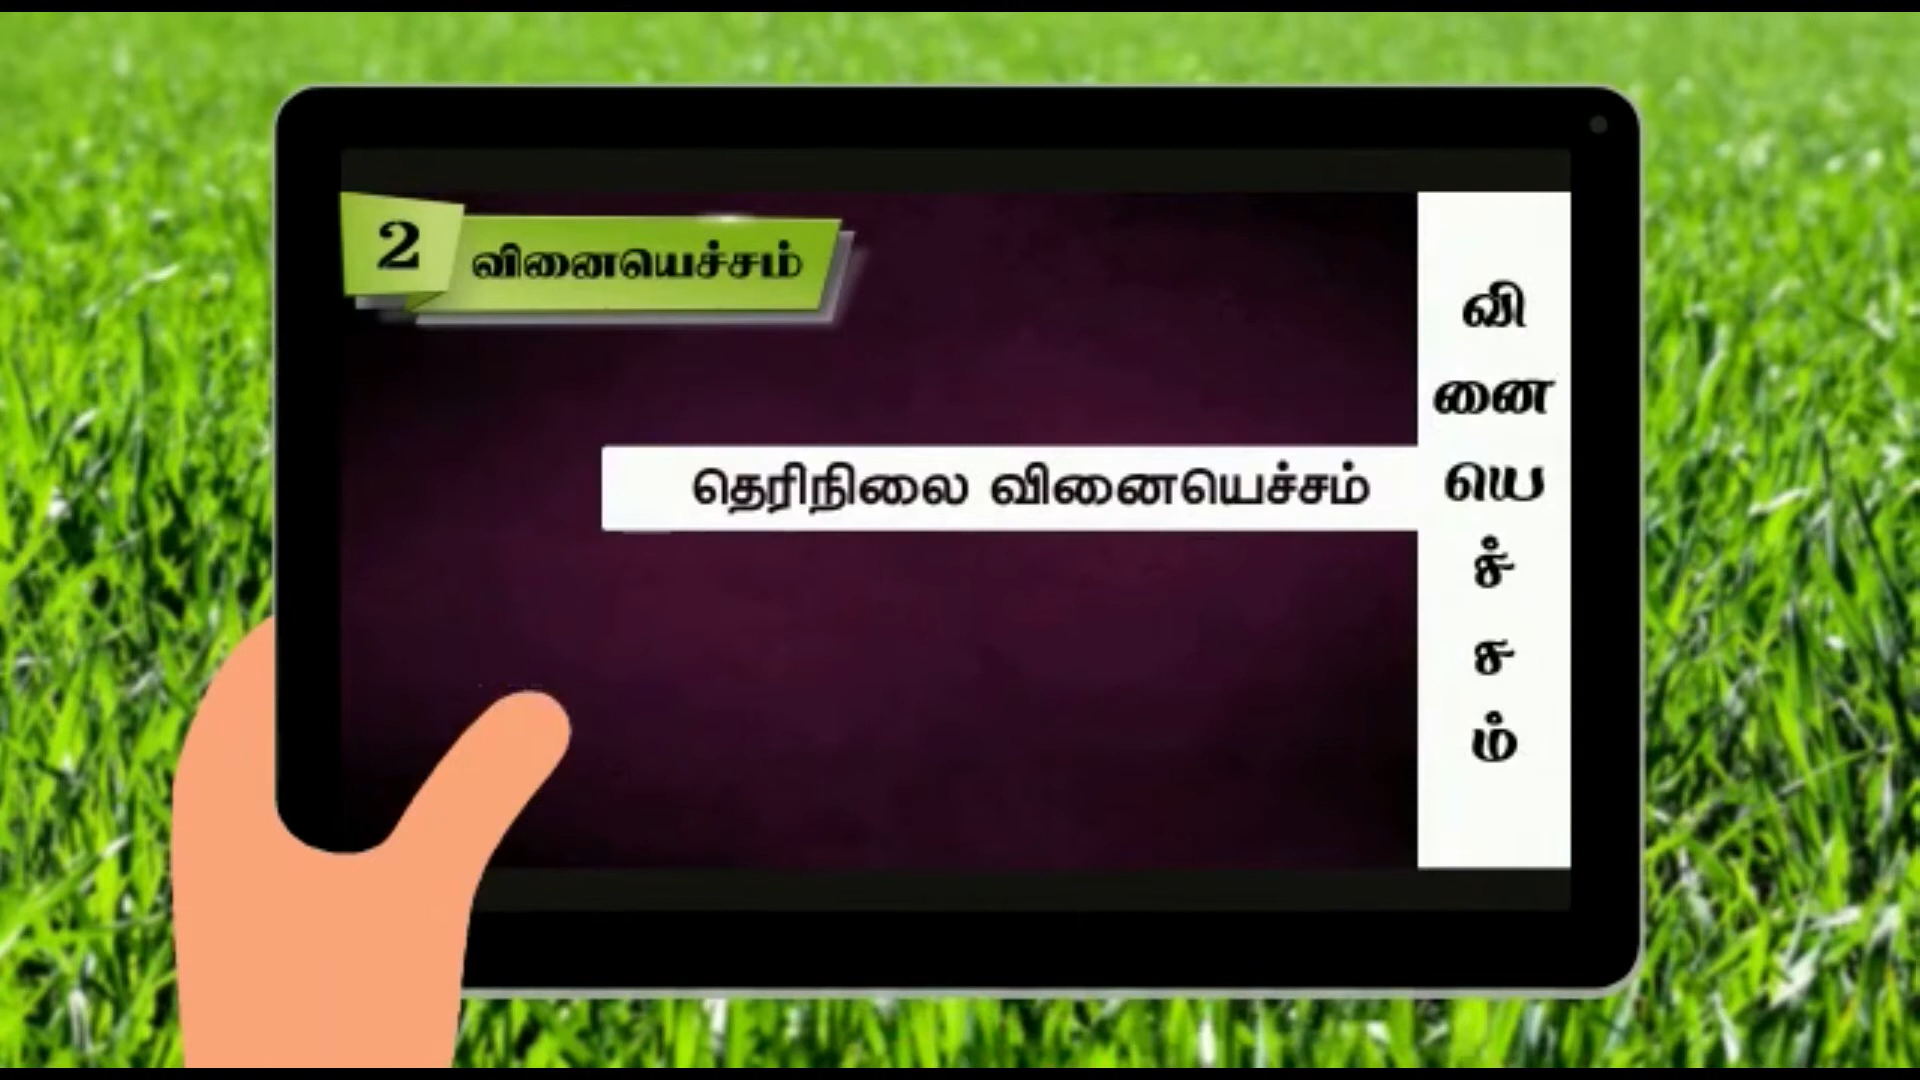 2 வினையெச்சம்
தெரிநிலை வினையெச்சம்
வி
னை
யெ
ச்
ச
ம்